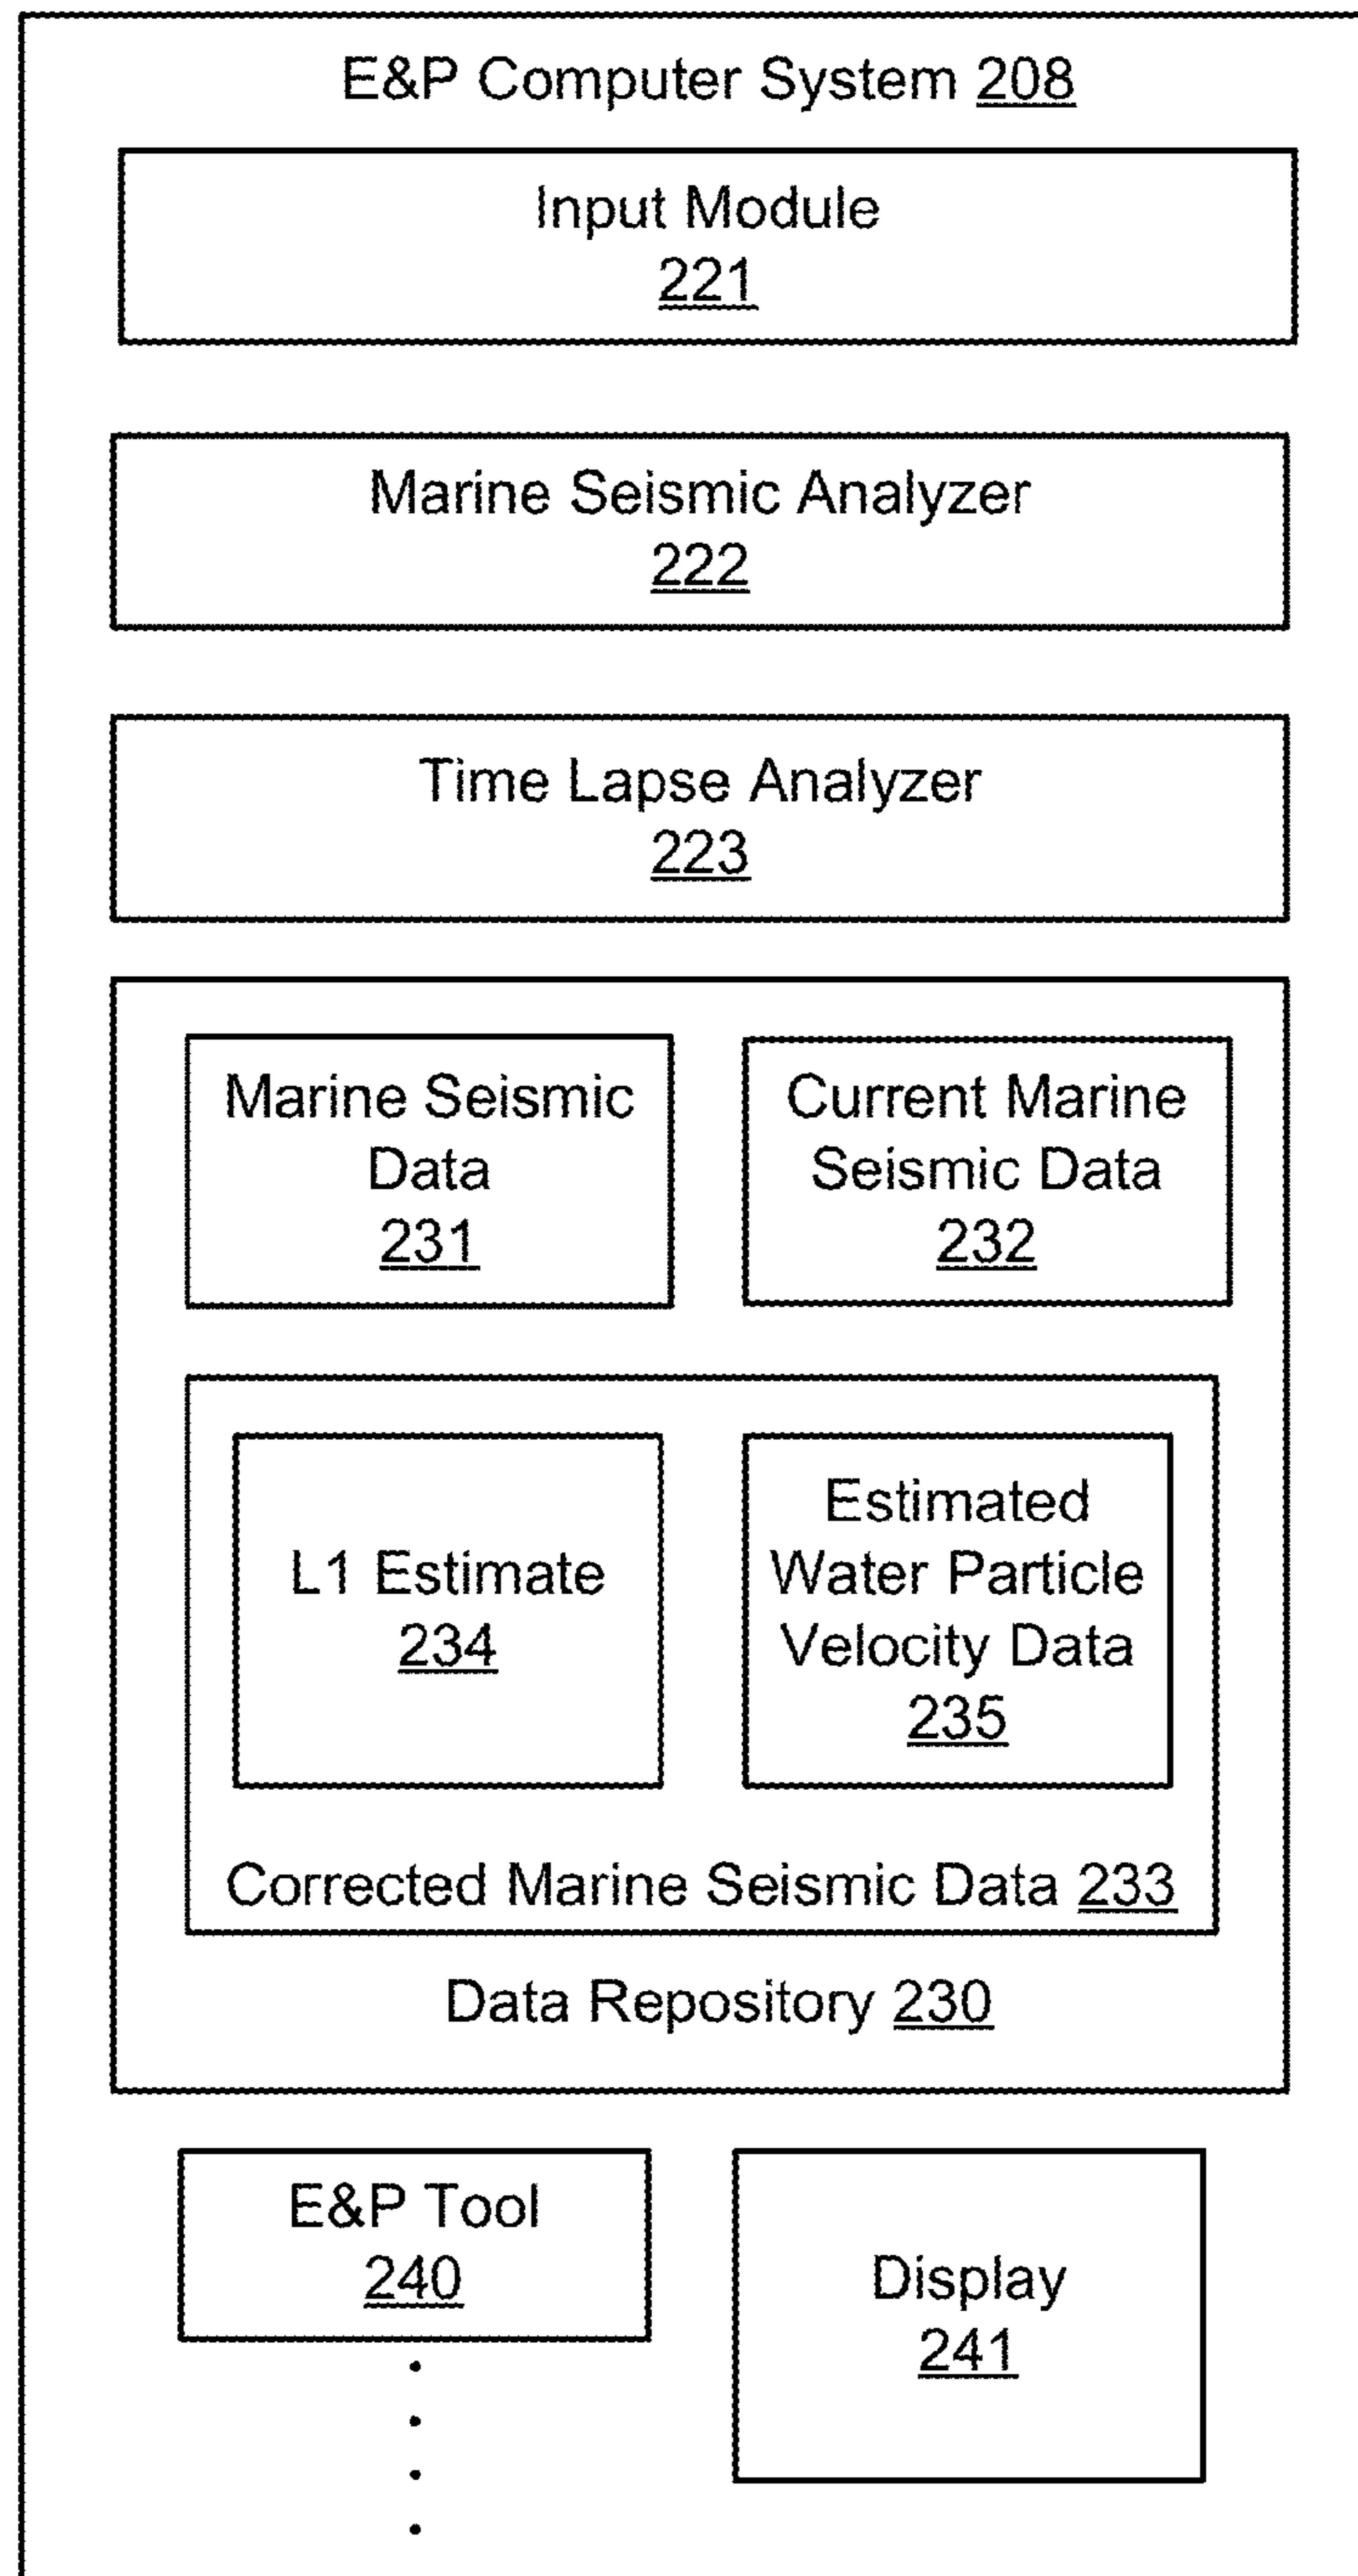 E&P Computer System 208
Input Module
221
Marine Seismic Analyzer
222
Time Lapse Analyzer
223
Marine Seismic
Data
231
Current Marine
Seismic Data
232
L1 Estimate
234
Estimated
Water Particle
Velocity Data
235
Corrected Marine Seismic Data 233
Data Repository 230
E&P Tool
240
Display
241